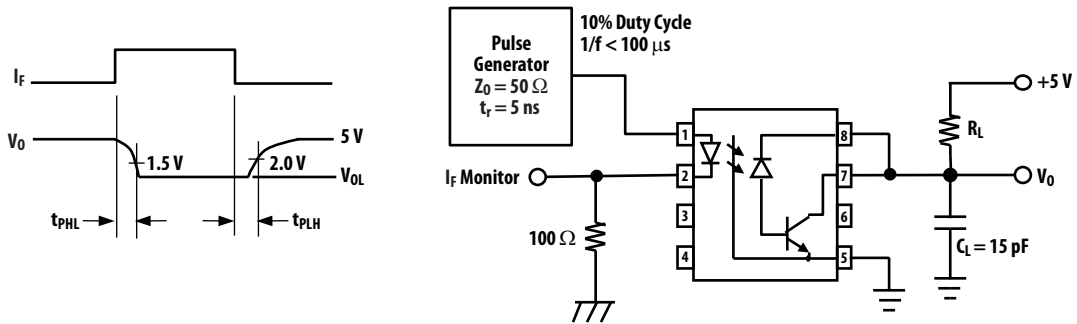 I_F
V_O
1.5 V
2.0 V
5 V
V_OL
t_PHL
t_PLH
Pulse
Generator
Z_O = 50 Ω
t_r = 5 ns
10% Duty Cycle
1/f < 100 μs
I_F Monitor
100 Ω
1
2
3
4
8
7
6
5
+5 V
R_L
V_O
C_L = 15 pF